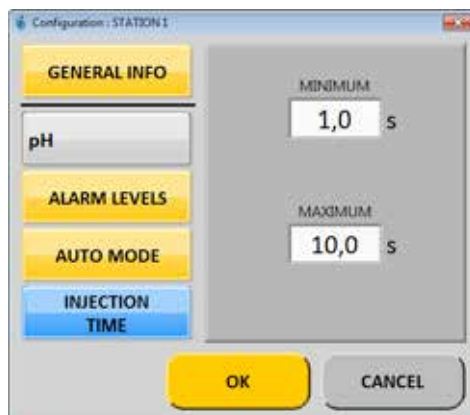 Configuration : STATION 1
GENERAL INFO
pH
ALARM LEVELS
AUTO MODE
INJECTION
TIME
MINIMUM
1,0 s
MAXIMUM
10,0 s
OK
CANCEL